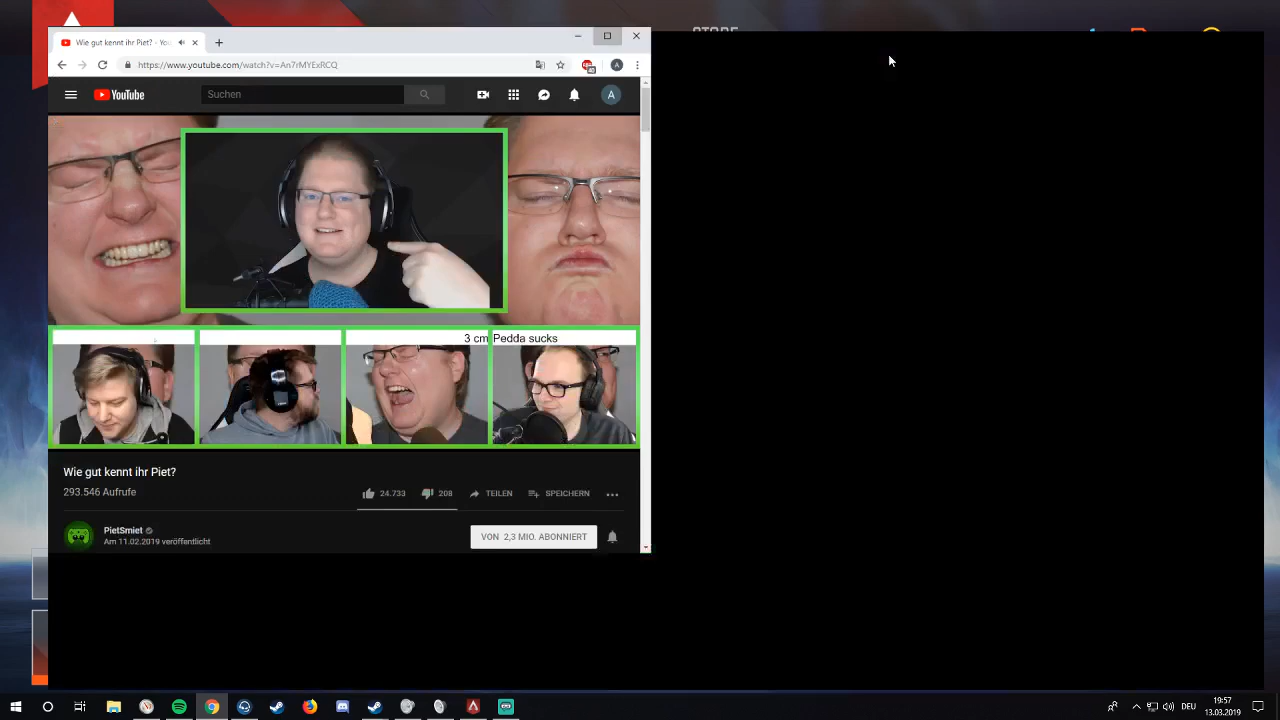 Wie gut kennt ihr Piet? - You
https://www.youtube.com/watch?v=An7rMYExRCQ
YouTube
Suchen
A
3 cm
Pedda sucks
Wie gut kennt ihr Piet?
293.546 Aufrufe
24.733
208
TEILEN
SPEICHERN
PietSmiet
Am 11.02.2019 veröffentlicht
VON 2,3 MIO. ABONNIERT
DEU
19:57
13.03.2019